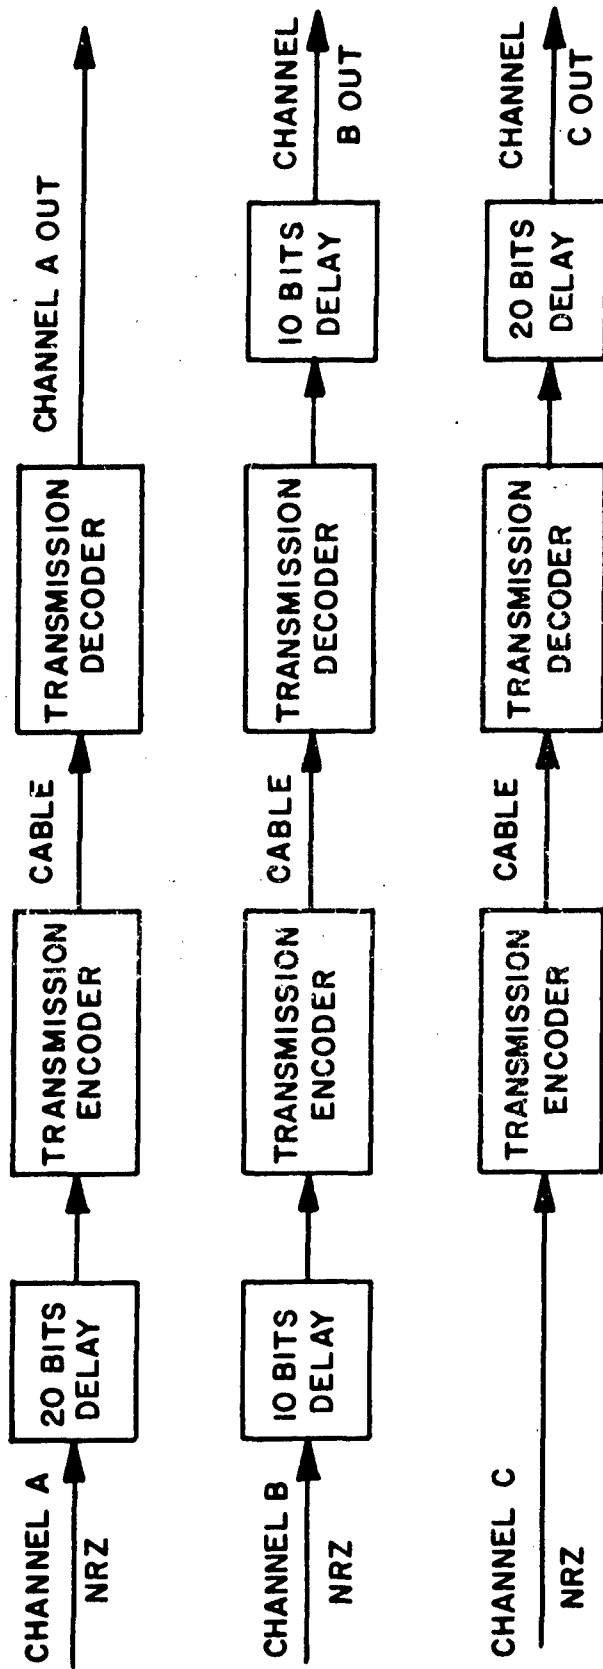 CHANNEL A
NRZ
20 BITS
DELAY
TRANSMISSION
ENCODER
CABLE
TRANSMISSION
DECODER
CHANNEL A OUT
CHANNEL B
NRZ
10 BITS
DELAY
TRANSMISSION
ENCODER
CABLE
TRANSMISSION
DECODER
10 BITS
DELAY
CHANNEL
B OUT
CHANNEL C
NRZ
TRANSMISSION
ENCODER
CABLE
TRANSMISSION
DECODER
20 BITS
DELAY
CHANNEL
C OUT